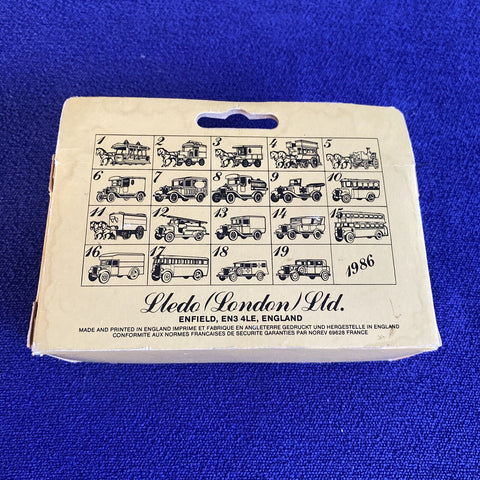 1 2 3 4 5
6 7 8 9 10
11 12 13 14 15
16 17 18 19 1986
Lledo (London) Ltd.
ENFIELD, EN3 4LE, ENGLAND
MADE AND PRINTED IN ENGLAND IMPRIME ET FABRIQUE EN ANGLETERRE GEDRUCKT UND HERGESTELLE IN ENGLAND
CONFORMITE AUX NORMES FRANCAISES DE SECURITE GARANTIES PAR NOREV 69628 FRANCE